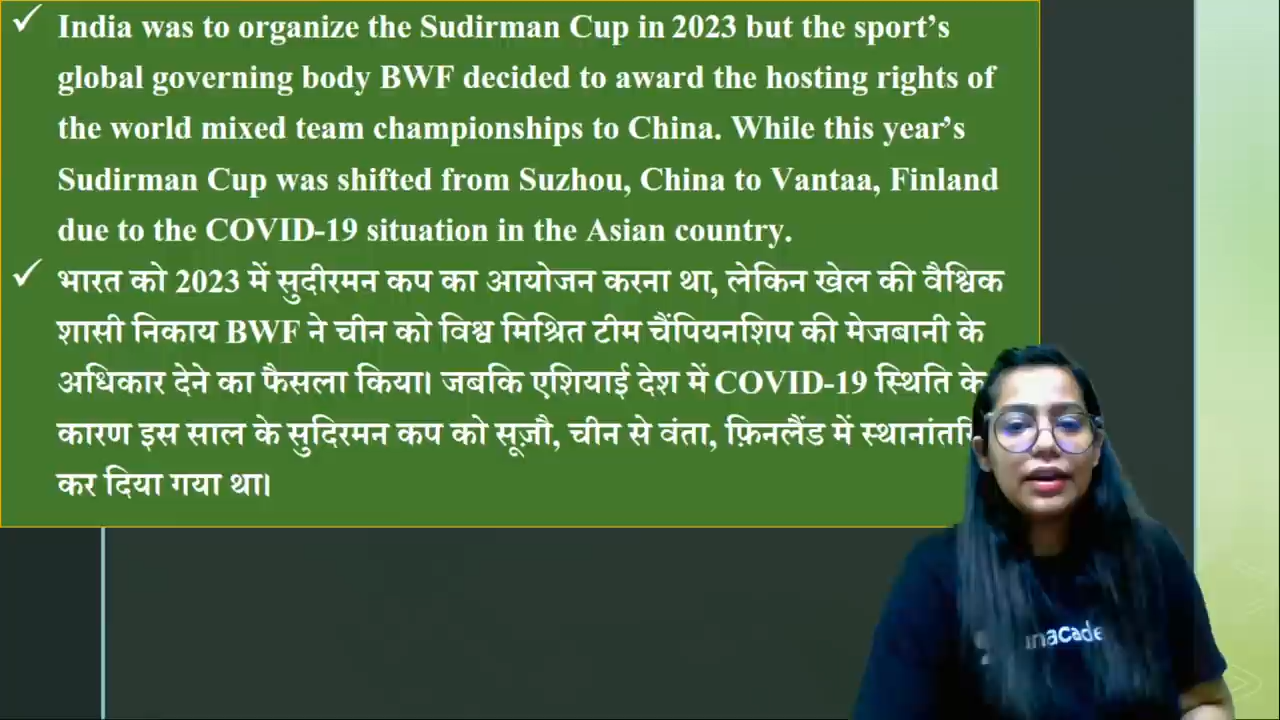 India was to organize the Sudirman Cup in 2023 but the sport’s
global governing body BWF decided to award the hosting rights of
the world mixed team championships to China. While this year’s
Sudirman Cup was shifted from Suzhou, China to Vantaa, Finland
due to the COVID-19 situation in the Asian country.
भारत को 2023 में सुदीरमन कप का आयोजन करना था, लेकिन खेल की वैश्विक
शासी निकाय BWF ने चीन को विश्व मिश्रित टीम चैंपियनशिप की मेजबानी के
अधिकार देने का फैसला किया। जबकि एशियाई देश में COVID-19 स्थिति के
कारण इस साल के सुदिरमन कप को सूज़ौ, चीन से वंता, फ़िनलैंड में
कर दिया गया था।